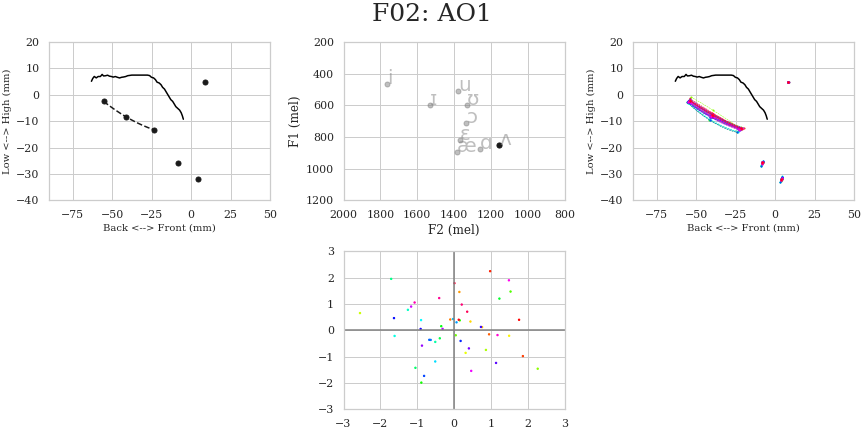 F02: AO1
20
10
0
−10
−20
−30
−40
−75 −50 −25 0 25 50
Low <--> High (mm)
Back <--> Front (mm)
200
400
600
800
1000
1200
2000 1800 1600 1400 1200 1000 800
F1 (mel)
F2 (mel)
i
u
ɪ
ʊ
ɔ
ɛ
æ
ɑ
ʌ
20
10
0
−10
−20
−30
−40
−75 −50 −25 0 25 50
Low <--> High (mm)
Back <--> Front (mm)
3
2
1
0
−1
−2
−3
−3 −2 −1 0 1 2 3